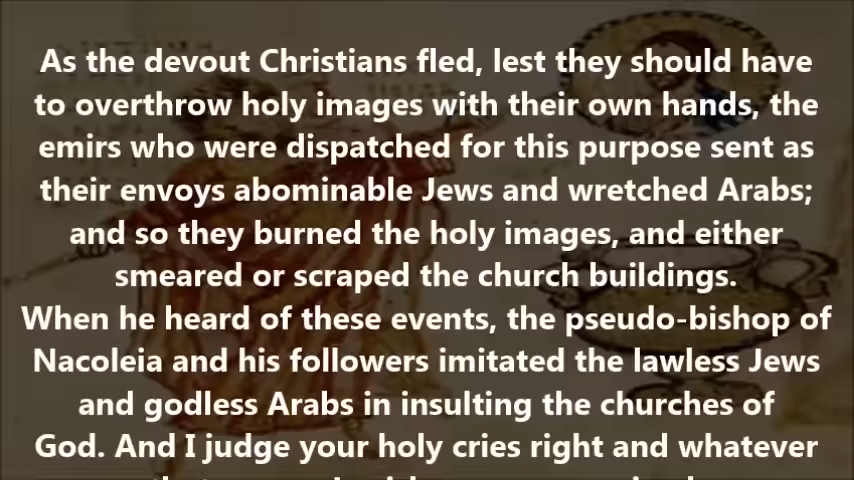 As the devout Christians fled, lest they should have
to overthrow holy images with their own hands, the
emirs who were dispatched for this purpose sent as
their envoys abominable Jews and wretched Arabs;
and so they burned the holy images, and either
smeared or scraped the church buildings.
When he heard of these events, the pseudo-bishop of
Nacoleia and his followers imitated the lawless Jews
and godless Arabs in insulting the churches of
God. And I judge your holy cries right and whatever